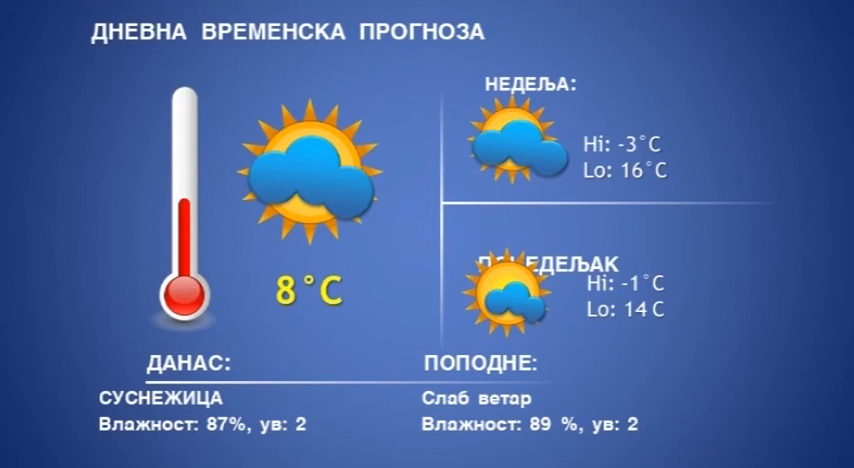 ДНЕВНА ВРЕМЕНСКА ПРОГНОЗА
НЕДЕЉА:
Hi: -3°C
Lo: 16°C
8°C
ПОНЕДЕЉАК
Hi: -1°C
Lo: 14 C
ДАНАС:
СУСНЕЖИЦА
Влажност: 87%, ув: 2
ПОПОДНЕ:
Слаб ветар
Влажност: 89 %, ув: 2